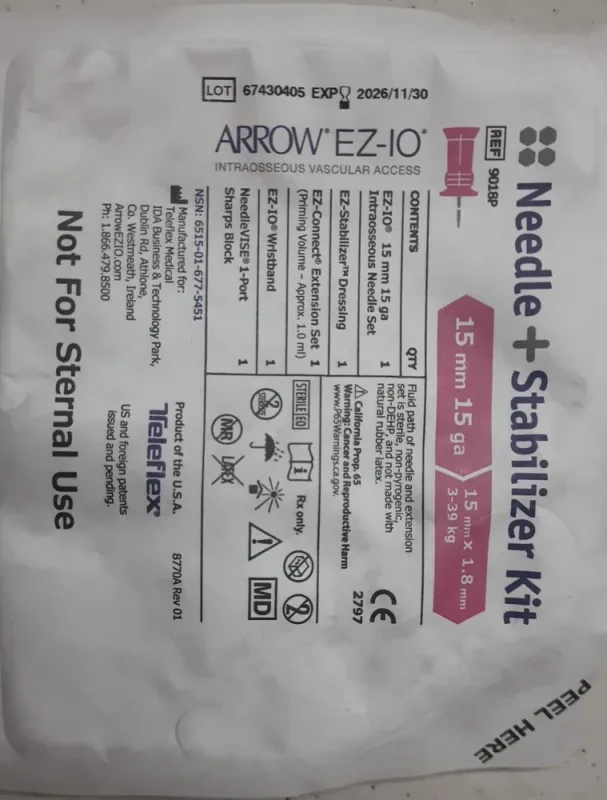 LOT 67430405 EXP 2026/11/30
ARROW® EZ-IO®
INTRAOSSEOUS VASCULAR ACCESS
REF 9018P
Needle + Stabilizer Kit
15 mm 15 ga
15 mm x 1.8 mm
3-39 kg
CONTENTS QTY
EZ-IO® 15 mm 15 ga
Intraosseous Needle Set 1
EZ-Stabilizer™ Dressing 1
EZ-Connect® Extension Set 1
(Priming Volume - Approx. 1.0 ml)
EZ-IO® Wristband 1
NeedleVISE® 1-Port
Sharps Block 1
Fluid path of needle and extension
set is sterile, non-pyrogenic,
non-DEHP, and not made with
natural rubber latex.
⚠ California Prop. 65
Warning: Cancer and Reproductive Harm
www.P65Warnings.ca.gov.
CE
2797
STERILE EO
Rx only.
2
STERILIZE
i
MR
LATEX
MD
NSN: 6515-01-677-5451
Manufactured for:
Teleflex Medical
IDA Business & Technology Park,
Dublin Rd, Athlone,
Co. Westmeath, Ireland
ArrowEZIO.com
Ph: 1.866.479.8500
Product of the U.S.A.
8770A Rev 01
Teleflex®
US and foreign patents
issued and pending.
Not For Sternal Use
PEEL HERE